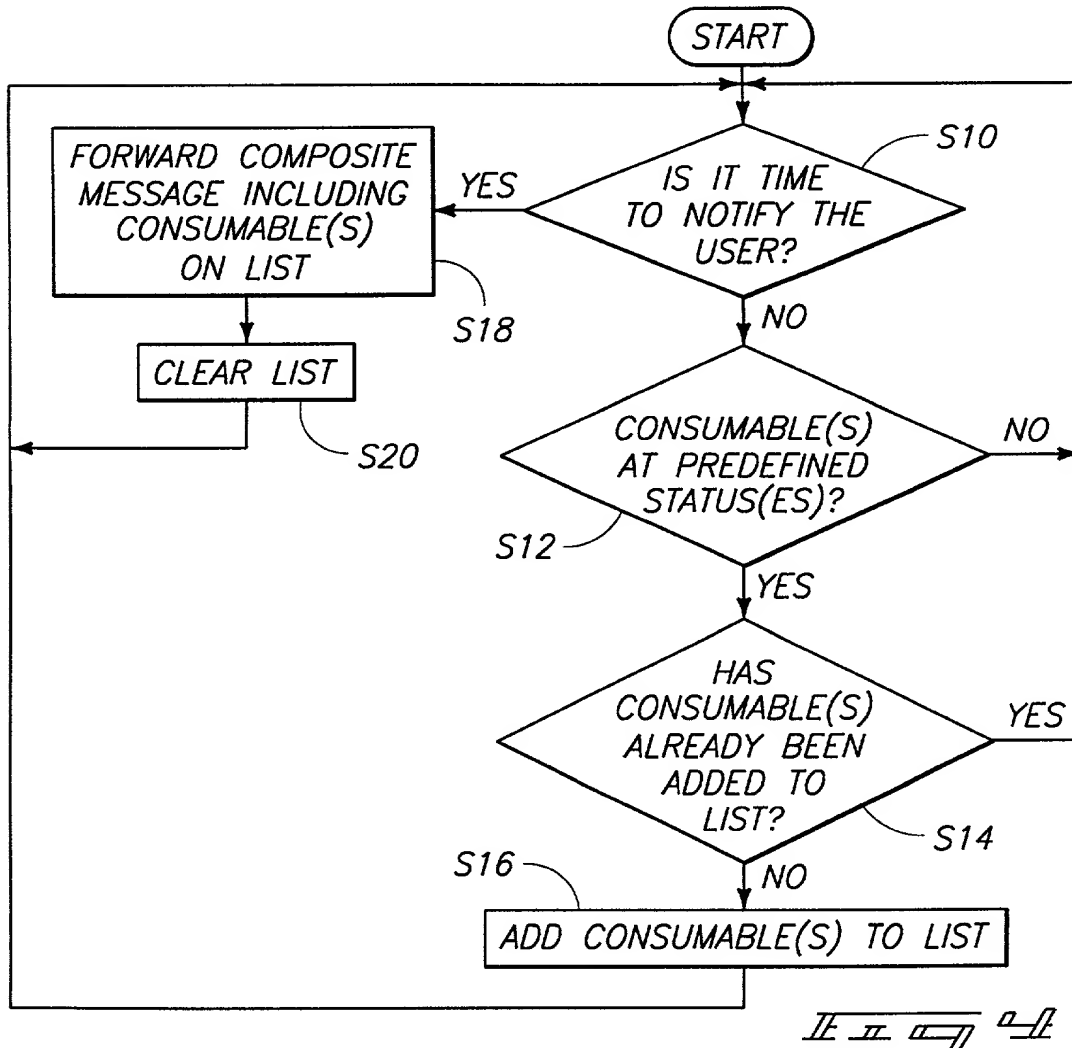 START
S10
IS IT TIME
TO NOTIFY THE
USER?
YES
FORWARD COMPOSITE
MESSAGE INCLUDING
CONSUMABLE(S)
ON LIST
S18
CLEAR LIST
S20
NO
CONSUMABLE(S)
AT PREDEFINED
STATUS(ES)?
NO
S12
YES
HAS
CONSUMABLE(S)
ALREADY BEEN
ADDED TO
LIST?
YES
S14
NO
S16
ADD CONSUMABLE(S) TO LIST
FIG 4